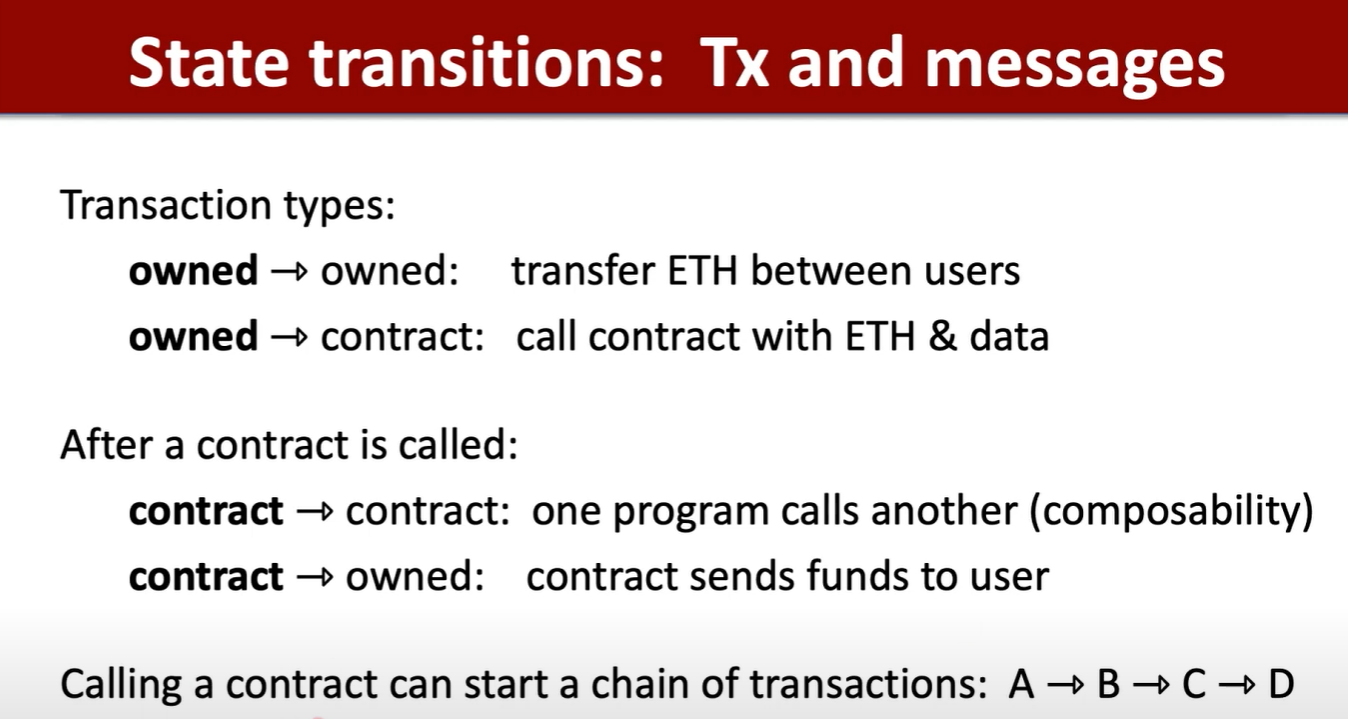 State transitions: Tx and messages
Transaction types:
owned → owned: transfer ETH between users
owned → contract: call contract with ETH & data
After a contract is called:
contract → contract: one program calls another (composability)
contract → owned: contract sends funds to user
Calling a contract can start a chain of transactions: A → B → C → D